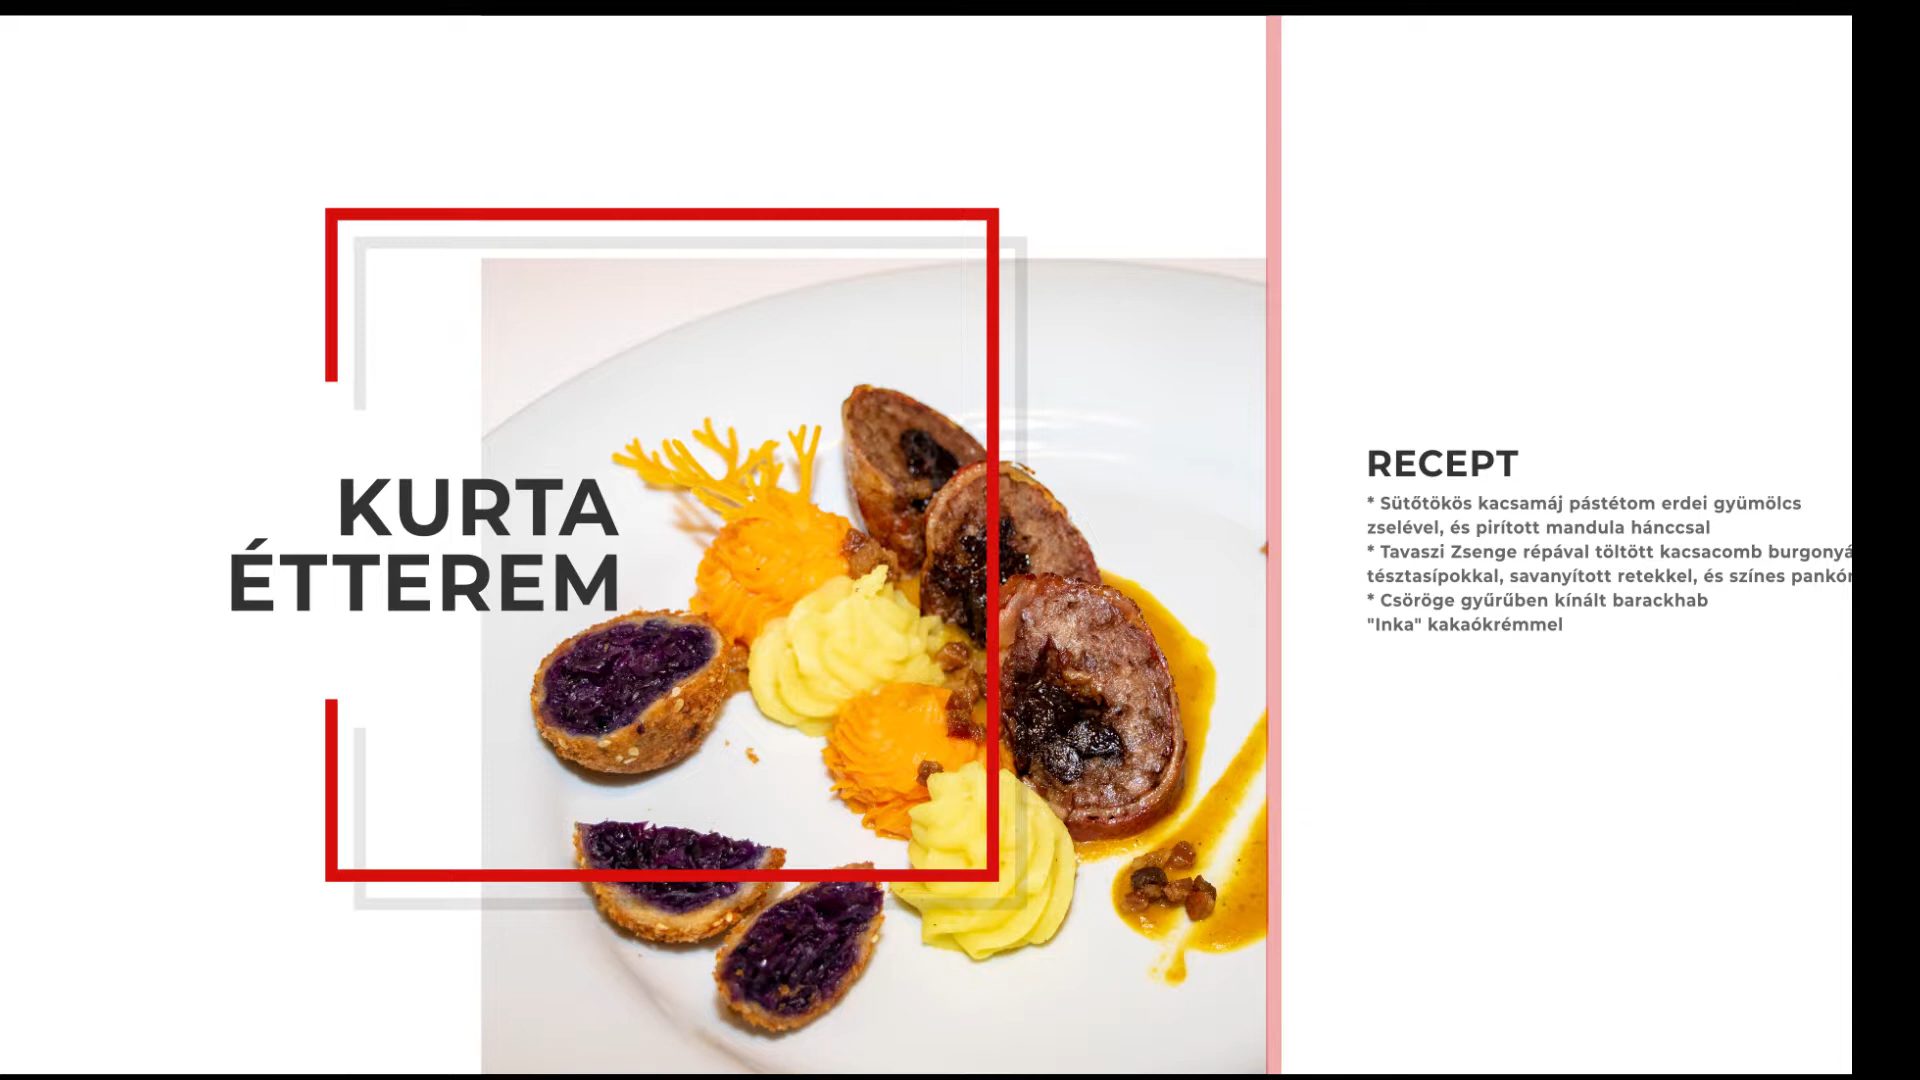 KURTA
ÉTTEREM
RECEPT
* Sütőtökös kacsamáj pástétom erdei gyümölcs
zselével, és pirított mandula hánccsal
* Tavaszi Zsenge répával töltött kacsacomb
tésztasípokkal, savanyított retekkel, és színes
* Csöröge gyűrűben kínált barackhab
"Inka" kakaókrémmel